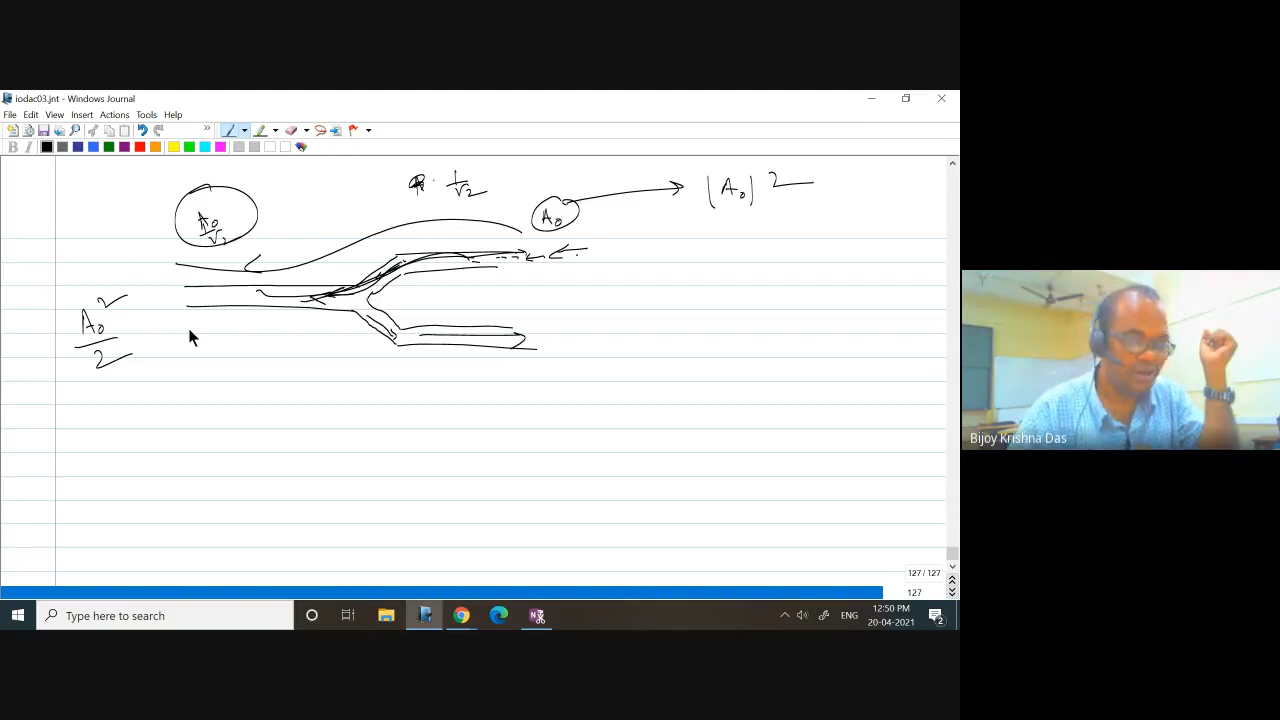 iodac03.jnt - Windows Journal
File Edit View Insert Actions Tools Help
B I
1/√2
A₀
|A₀|²
A₀/√2
A₀²/2
Bijoy Krishna Das
127 / 127
127
Type here to search
ENG
12:50 PM
20-04-2021
2